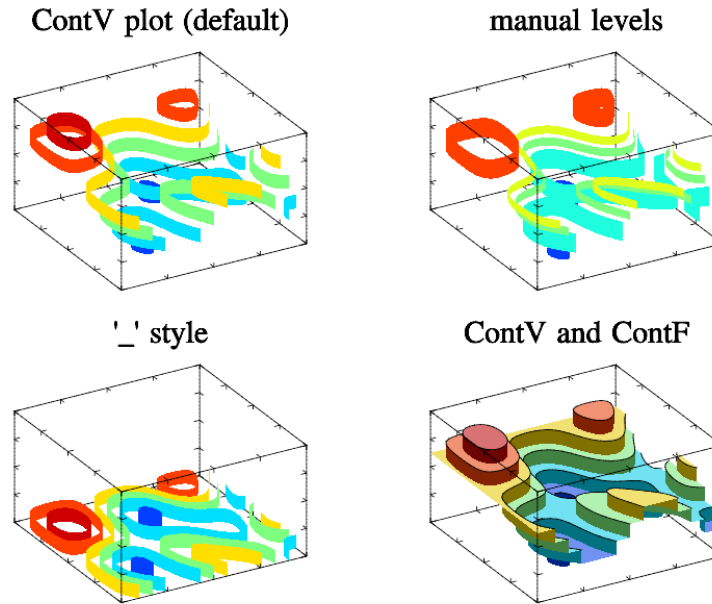 ContV plot (default)
manual levels
'_' style
ContV and ContF